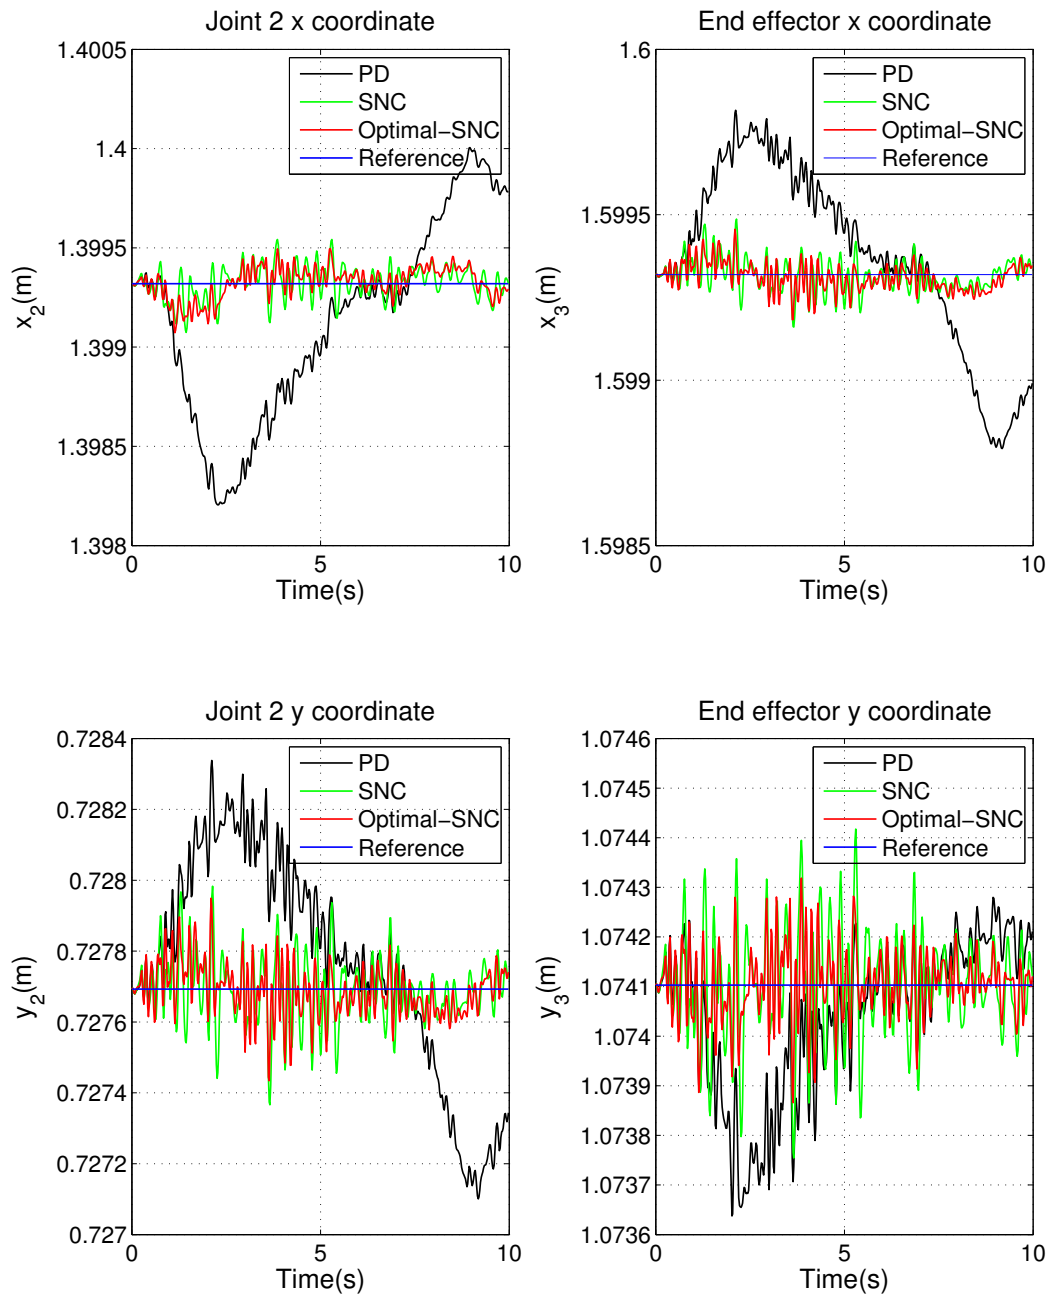 Joint 2 x coordinate
1.4005
1.4
1.3995
1.399
1.3985
1.398
x_2(m)
PD
SNC
Optimal−SNC
Reference
0 5 10
Time(s)
End effector x coordinate
1.6
1.5995
1.599
1.5985
x_3(m)
PD
SNC
Optimal−SNC
Reference
0 5 10
Time(s)
Joint 2 y coordinate
0.7284
0.7282
0.728
0.7278
0.7276
0.7274
0.7272
0.727
y_2(m)
PD
SNC
Optimal−SNC
Reference
0 5 10
Time(s)
End effector y coordinate
1.0746
1.0745
1.0744
1.0743
1.0742
1.0741
1.074
1.0739
1.0738
1.0737
1.0736
y_3(m)
PD
SNC
Optimal−SNC
Reference
0 5 10
Time(s)